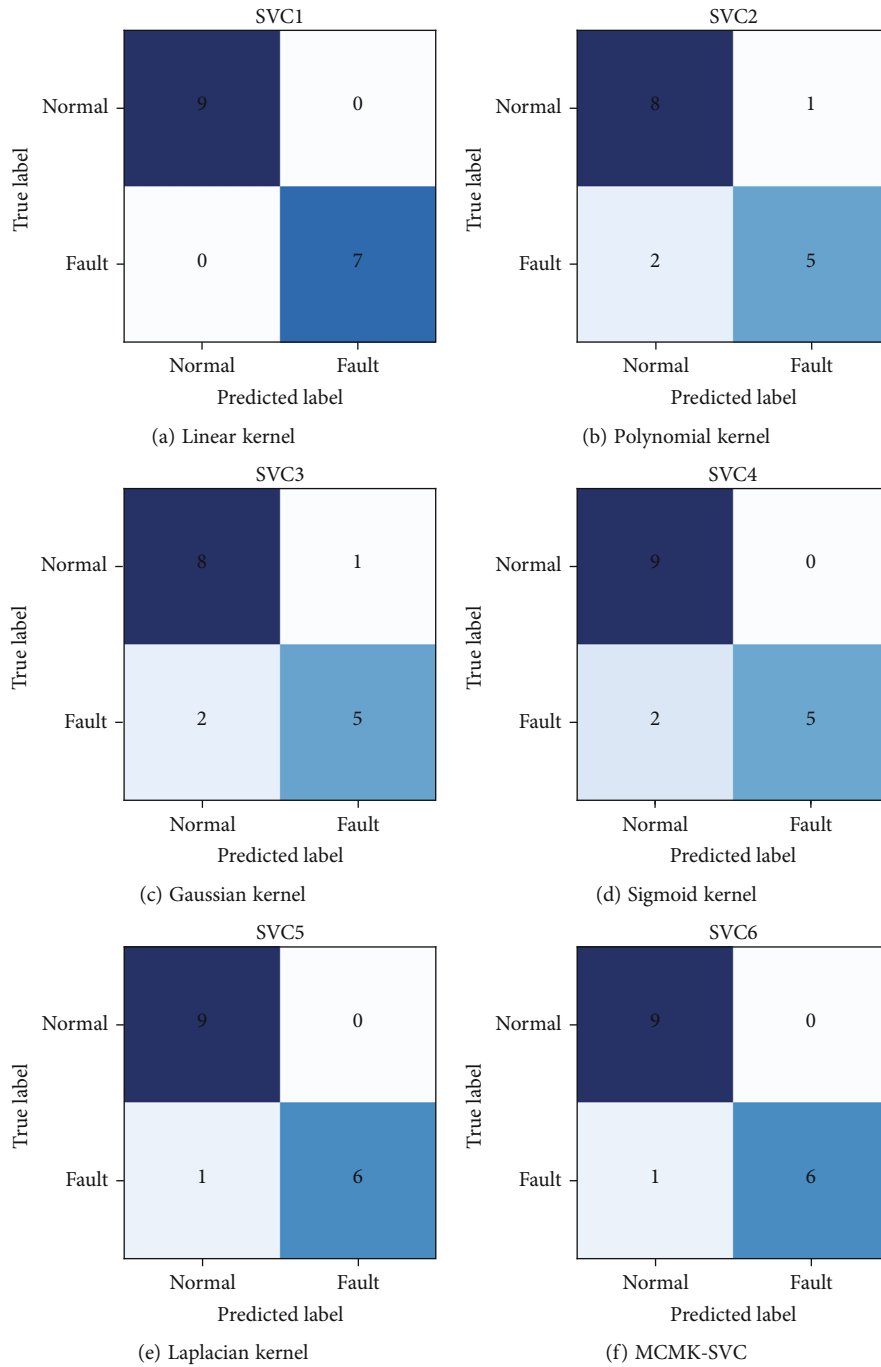 SVC1
True label
Normal
9
0
Fault
0
7
Normal
Fault
Predicted label
(a) Linear kernel
SVC2
True label
Normal
8
1
Fault
2
5
Normal
Fault
Predicted label
(b) Polynomial kernel
SVC3
True label
Normal
8
1
Fault
2
5
Normal
Fault
Predicted label
(c) Gaussian kernel
SVC4
True label
Normal
9
0
Fault
2
5
Normal
Fault
Predicted label
(d) Sigmoid kernel
SVC5
True label
Normal
9
0
Fault
1
6
Normal
Fault
Predicted label
(e) Laplacian kernel
SVC6
True label
Normal
9
0
Fault
1
6
Normal
Fault
Predicted label
(f) MCMK-SVC